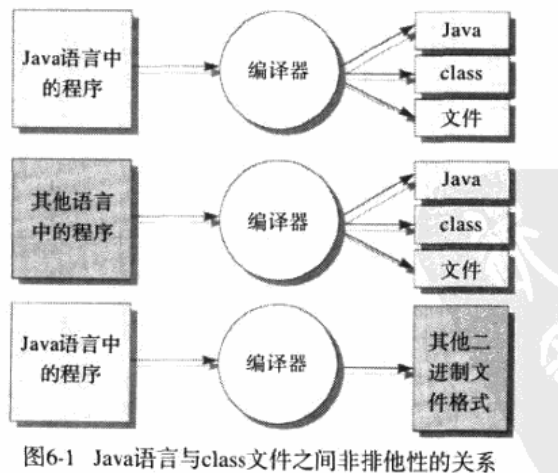 Java语言中
的程序
编译器
Java
class
文件
其他语言
中的程序
编译器
Java
class
文件
Java语言中
的程序
编译器
其他二
进制文
件格式
图6-1 Java语言与class文件之间非排他性的关系